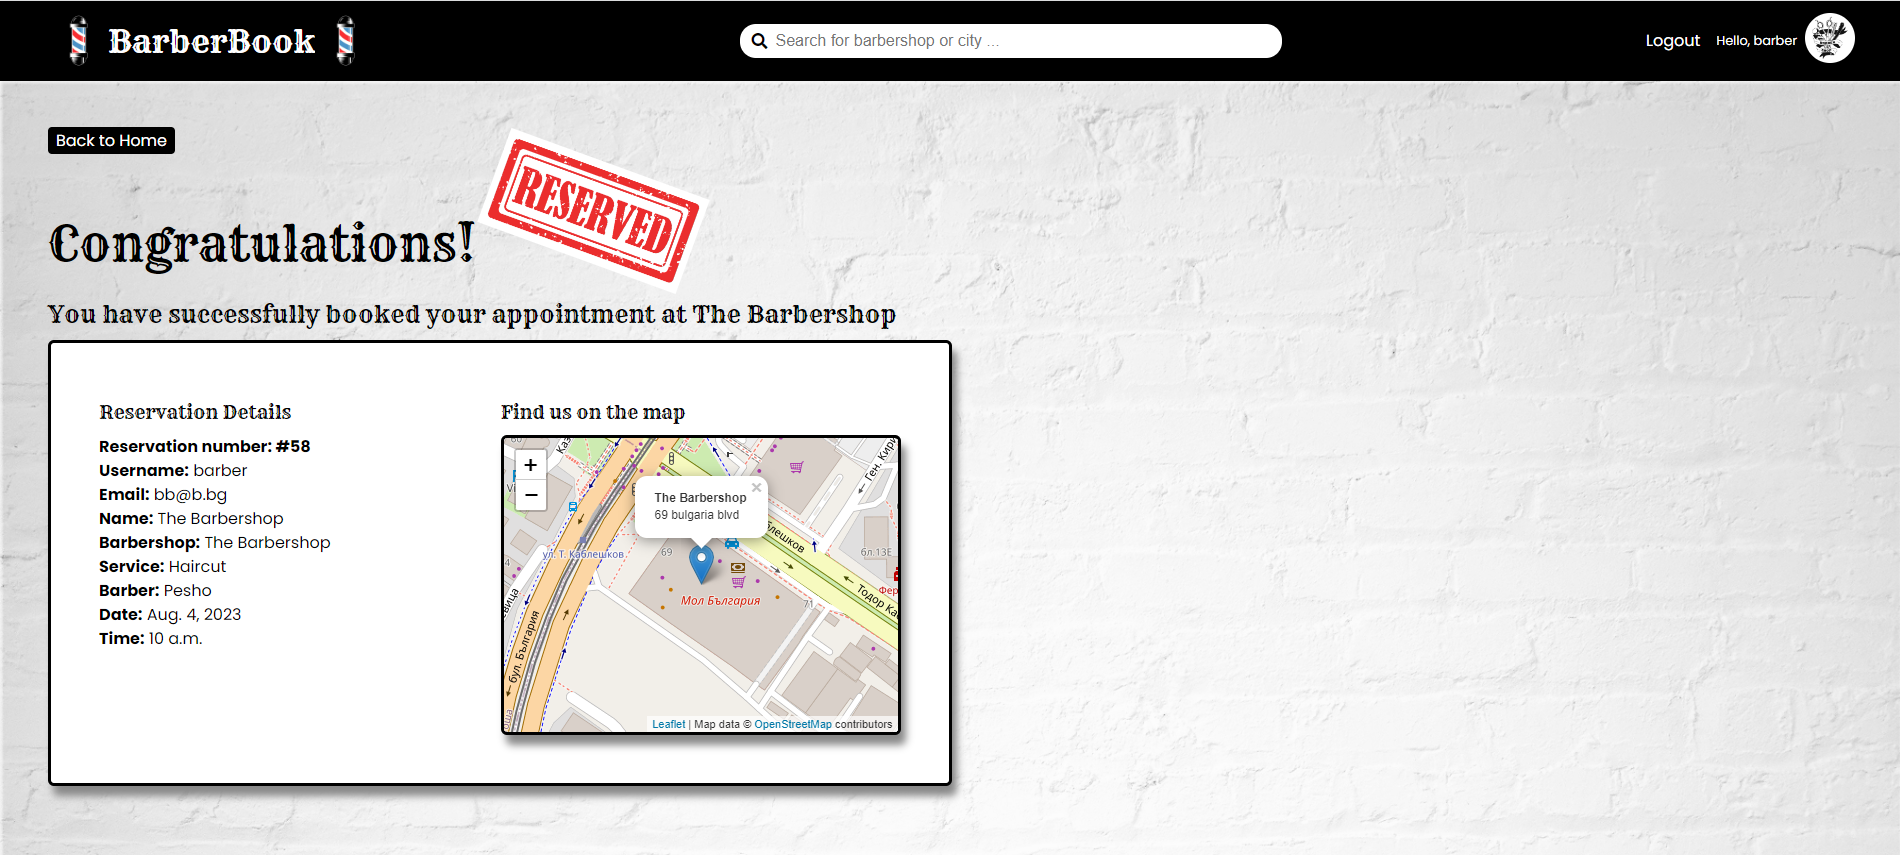 BarberBook
Search for barbershop or city ...
Logout
Hello, barber
Back to Home
RESERVED
Congratulations!
You have successfully booked your appointment at The Barbershop
Reservation Details
Reservation number: #58
Username: barber
Email: bb@b.bg
Name: The Barbershop
Barbershop: The Barbershop
Service: Haircut
Barber: Pesho
Date: Aug. 4, 2023
Time: 10 a.m.
Find us on the map
+
−
The Barbershop
69 bulgaria blvd
×
Ген. Кири
ул. Т. Каблешков
69
бл.13Е
Мол България
71
Тодор Ка
бул. България
Leaflet | Map data © OpenStreetMap contributors